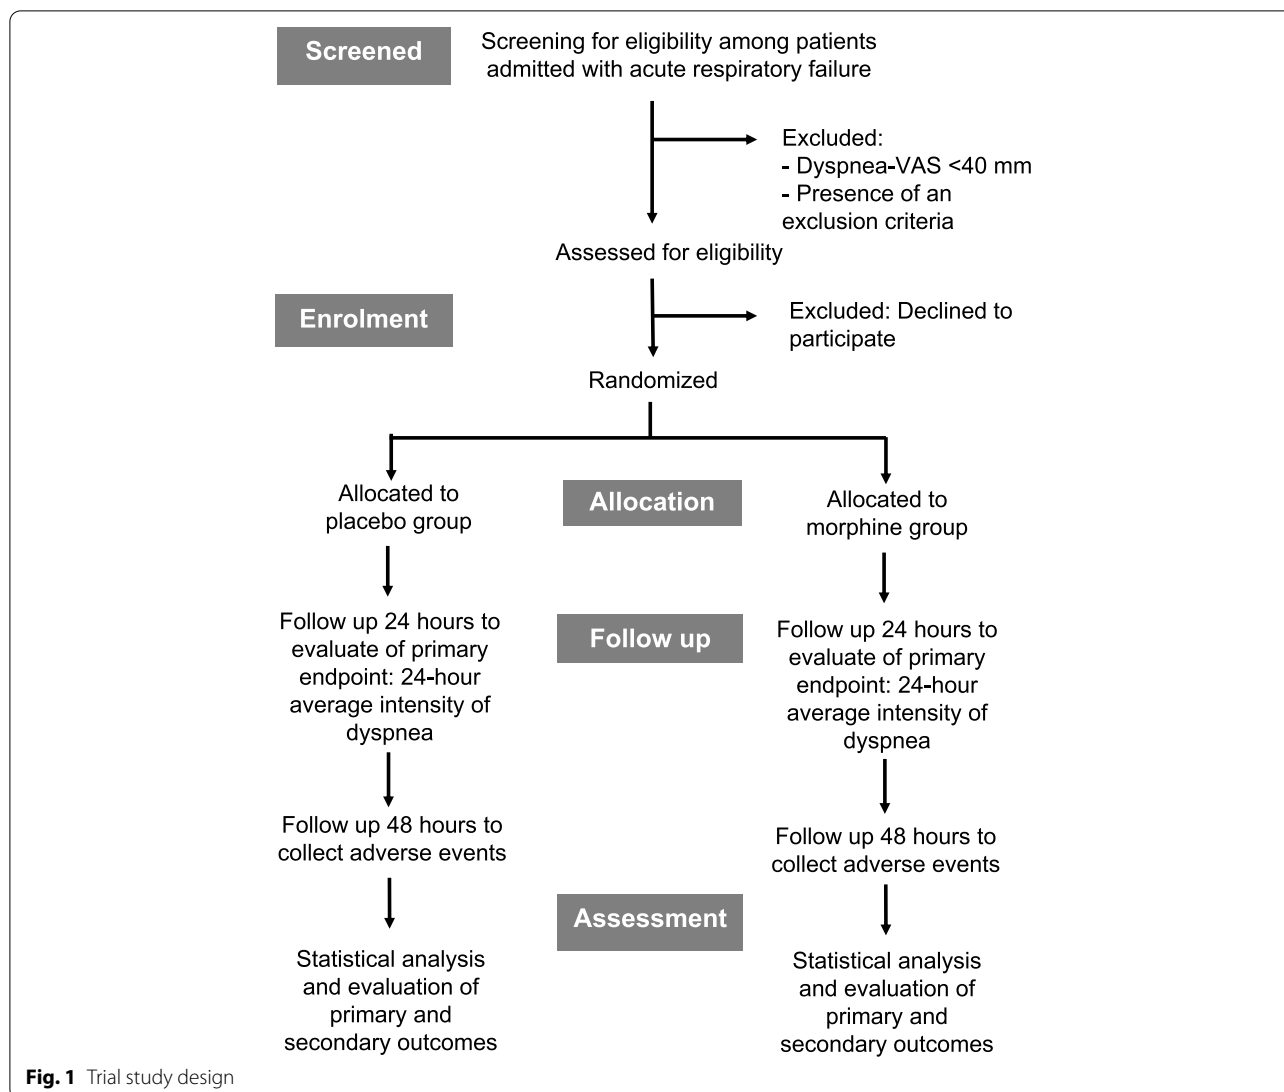 Screened
Screening for eligibility among patients
admitted with acute respiratory failure
Excluded:
- Dyspnea-VAS <40 mm
- Presence of an
exclusion criteria
Assessed for eligibility
Enrolment
Excluded: Declined to
participate
Randomized
Allocated to
placebo group
Allocation
Allocated to
morphine group
Follow up 24 hours to
evaluate of primary
endpoint: 24-hour
average intensity of
dyspnea
Follow up
Follow up 24 hours to
evaluate of primary
endpoint: 24-hour
average intensity of
dyspnea
Follow up 48 hours to
collect adverse events
Follow up 48 hours to
collect adverse events
Assessment
Statistical analysis
and evaluation of
primary and
secondary outcomes
Statistical analysis
and evaluation of
primary and
secondary outcomes
Fig. 1 Trial study design